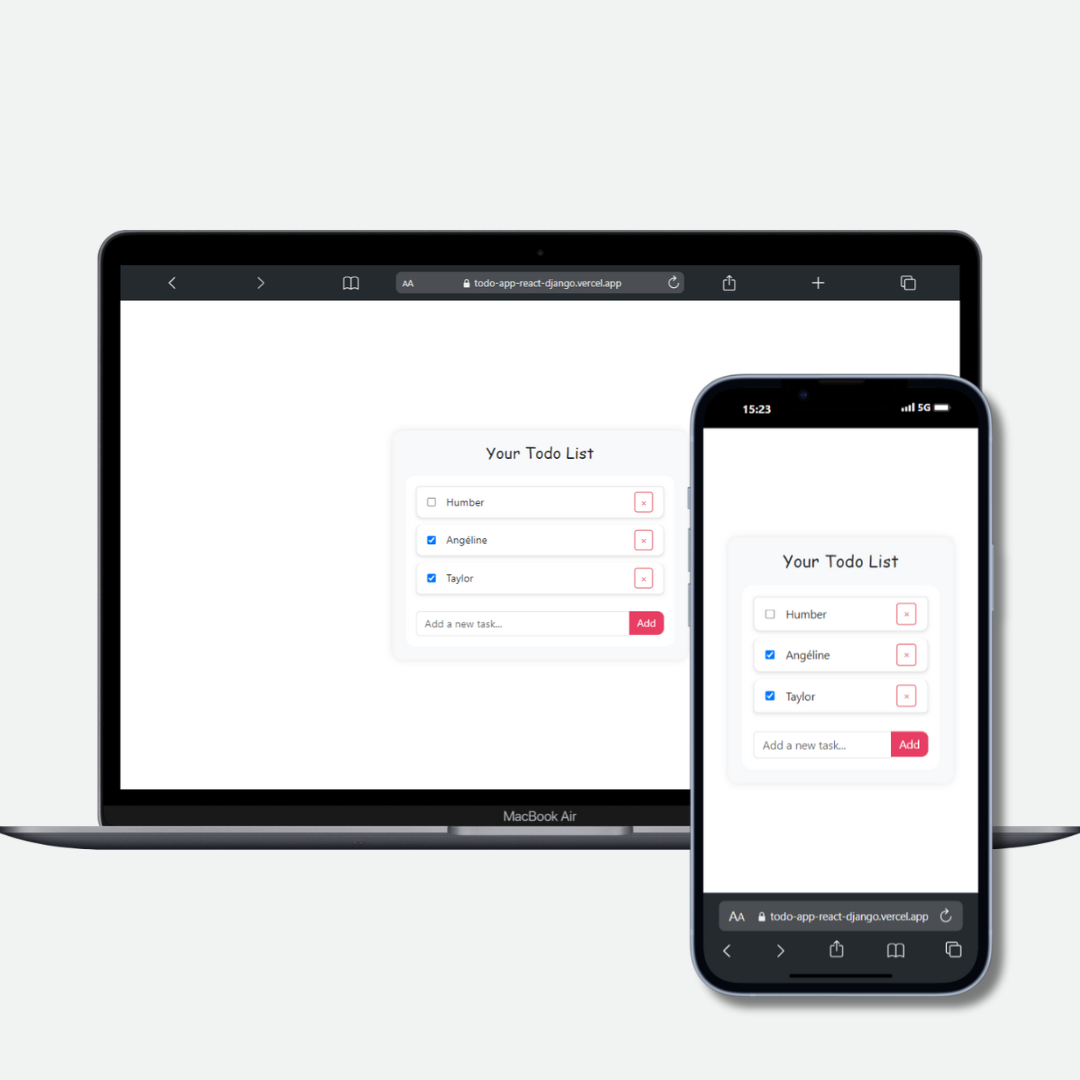 AA todo-app-react-django.vercel.app
Your Todo List
Humber ×
Angéline ×
Taylor ×
Add a new task... Add
MacBook Air
15:23 5G
Your Todo List
Humber ×
Angéline ×
Taylor ×
Add a new task... Add
AA todo-app-react-django.vercel.app